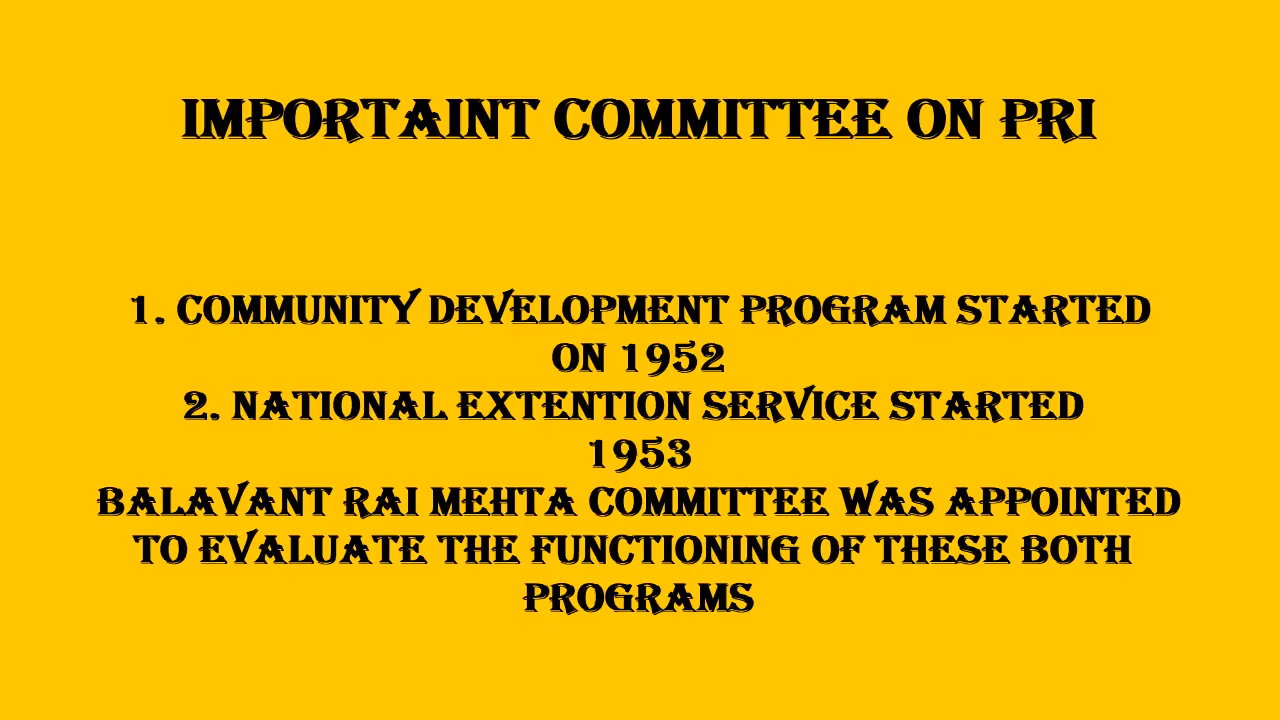 IMPORTAINT COMMITTEE ON PRI
1. COMMUNITY DEVELOPMENT PROGRAM STARTED
ON 1952
2. NATIONAL EXTENTION SERVICE STARTED
1953
BALAVANT RAI MEHTA COMMITTEE WAS APPOINTED
TO EVALUATE THE FUNCTIONING OF THESE BOTH
PROGRAMS